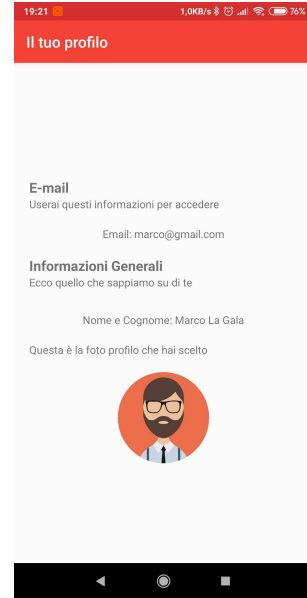 19:21 1,0KB/s 76%
Il tuo profilo
E-mail
Userai questi informazioni per accedere
Email: marco@gmail.com
Informazioni Generali
Ecco quello che sappiamo su di te
Nome e Cognome: Marco La Gala
Questa è la foto profilo che hai scelto